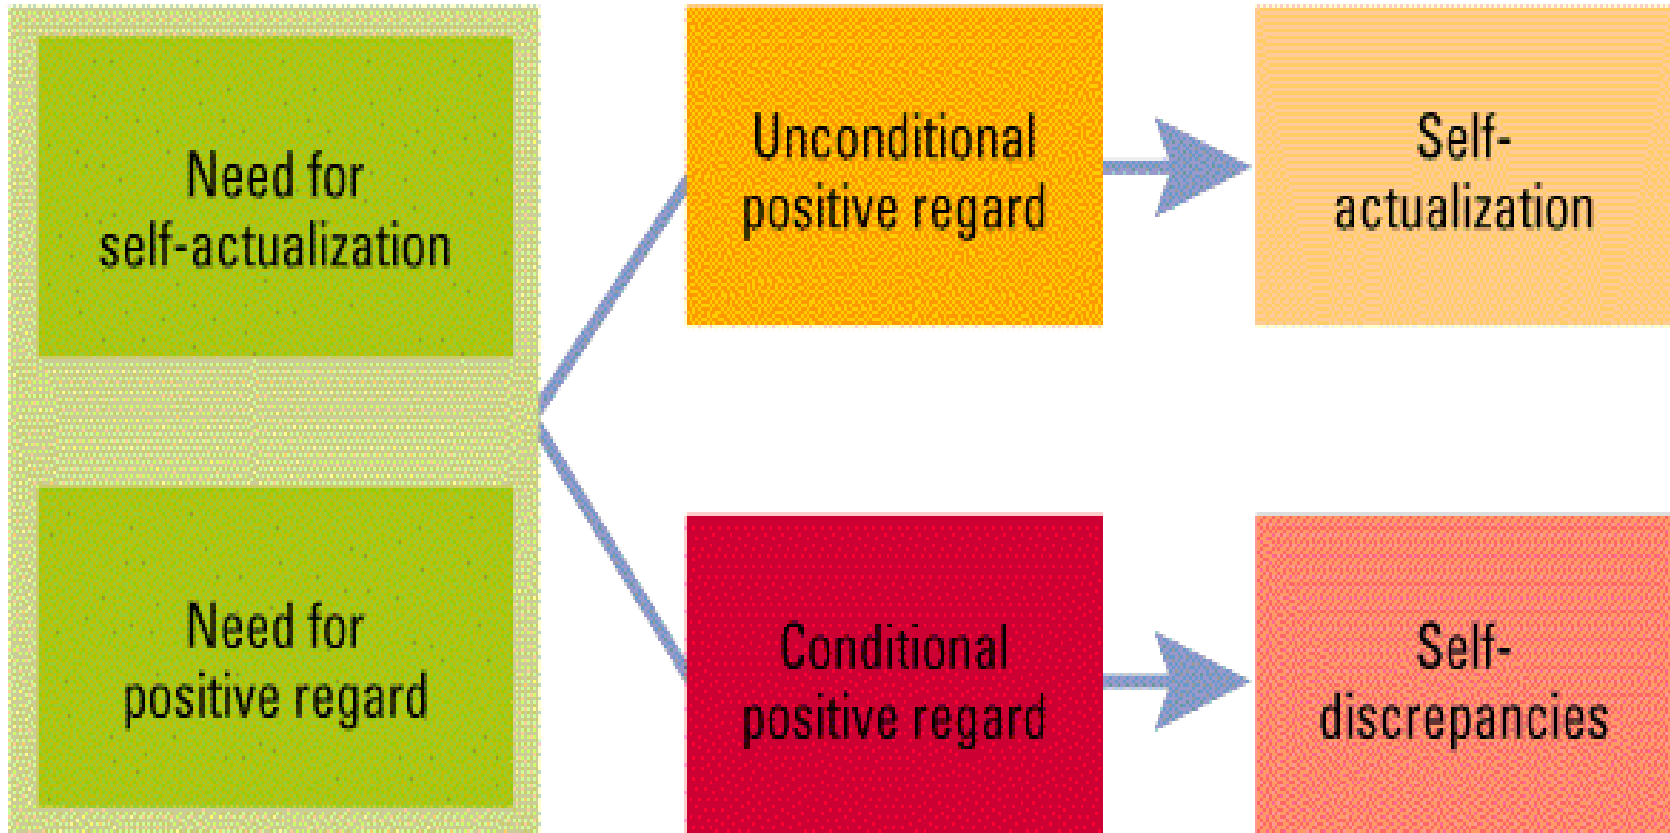 Need for
self-actualization
Need for
positive regard
Unconditional
positive regard
Conditional
positive regard
Self-
actualization
Self-
discrepancies